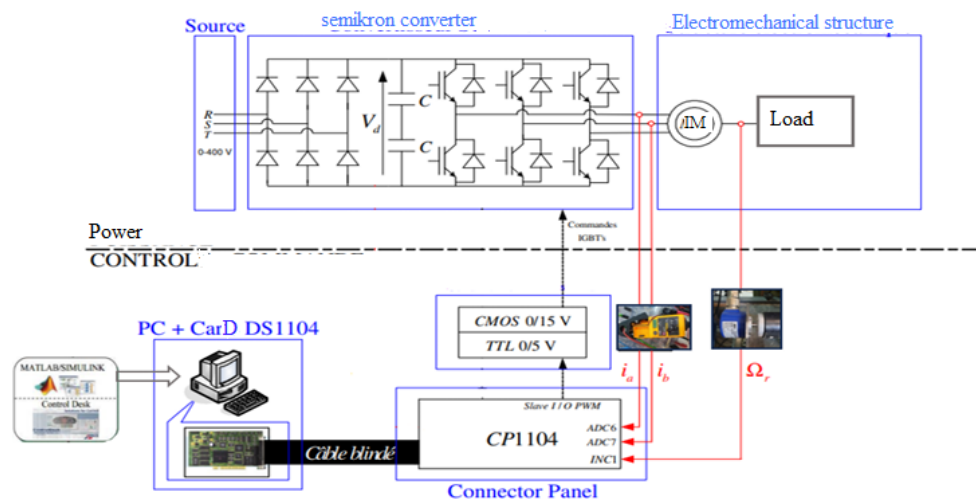 Source
semikron converter
Electromechanical structure
R
S
T
0-400 V
V_d
C
C
IM
Load
Power
CONTROL
Commandes
IGBT's
PC + CarD DS1104
CMOS 0/15 V
TTL 0/5 V
i_a
i_b
Ω_r
MATLAB/SIMULINK
Control Desk
Slave I / O PWM
ADC6
CP1104
ADC7
INC1
Câble blindé
Connector Panel